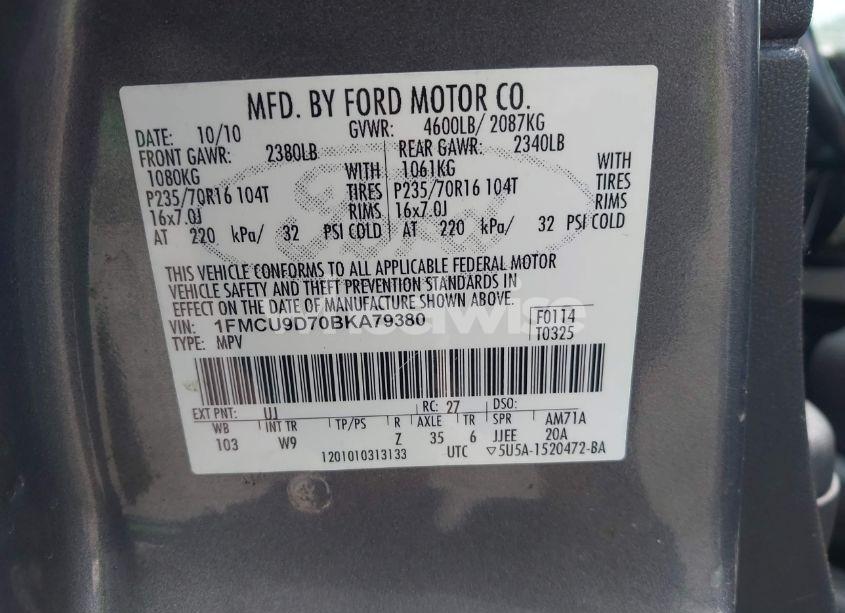 MFD. BY FORD MOTOR CO.
DATE: 10/10 GVWR: 4600LB/ 2087KG
FRONT GAWR: 2380LB REAR GAWR: 2340LB
1080KG WITH 1061KG WITH
P235/70R16 104T TIRES P235/70R16 104T TIRES
16x7.0J RIMS 16x7.0J RIMS
AT 220 kPa/ 32 PSI COLD AT 220 kPa/ 32 PSI COLD
THIS VEHICLE CONFORMS TO ALL APPLICABLE FEDERAL MOTOR
VEHICLE SAFETY AND THEFT PREVENTION STANDARDS IN
EFFECT ON THE DATE OF MANUFACTURE SHOWN ABOVE.
VIN: 1FMCU9D70BKA79380 F0114
TYPE: MPV T0325
EXT PNT: UJ RC: 27 DSO:
WB INT TR TP/PS R AXLE TR SPR AM71A
103 W9 Z 35 6 JJEE 20A
1201010313133 UTC ▽5U5A-1520472-BA